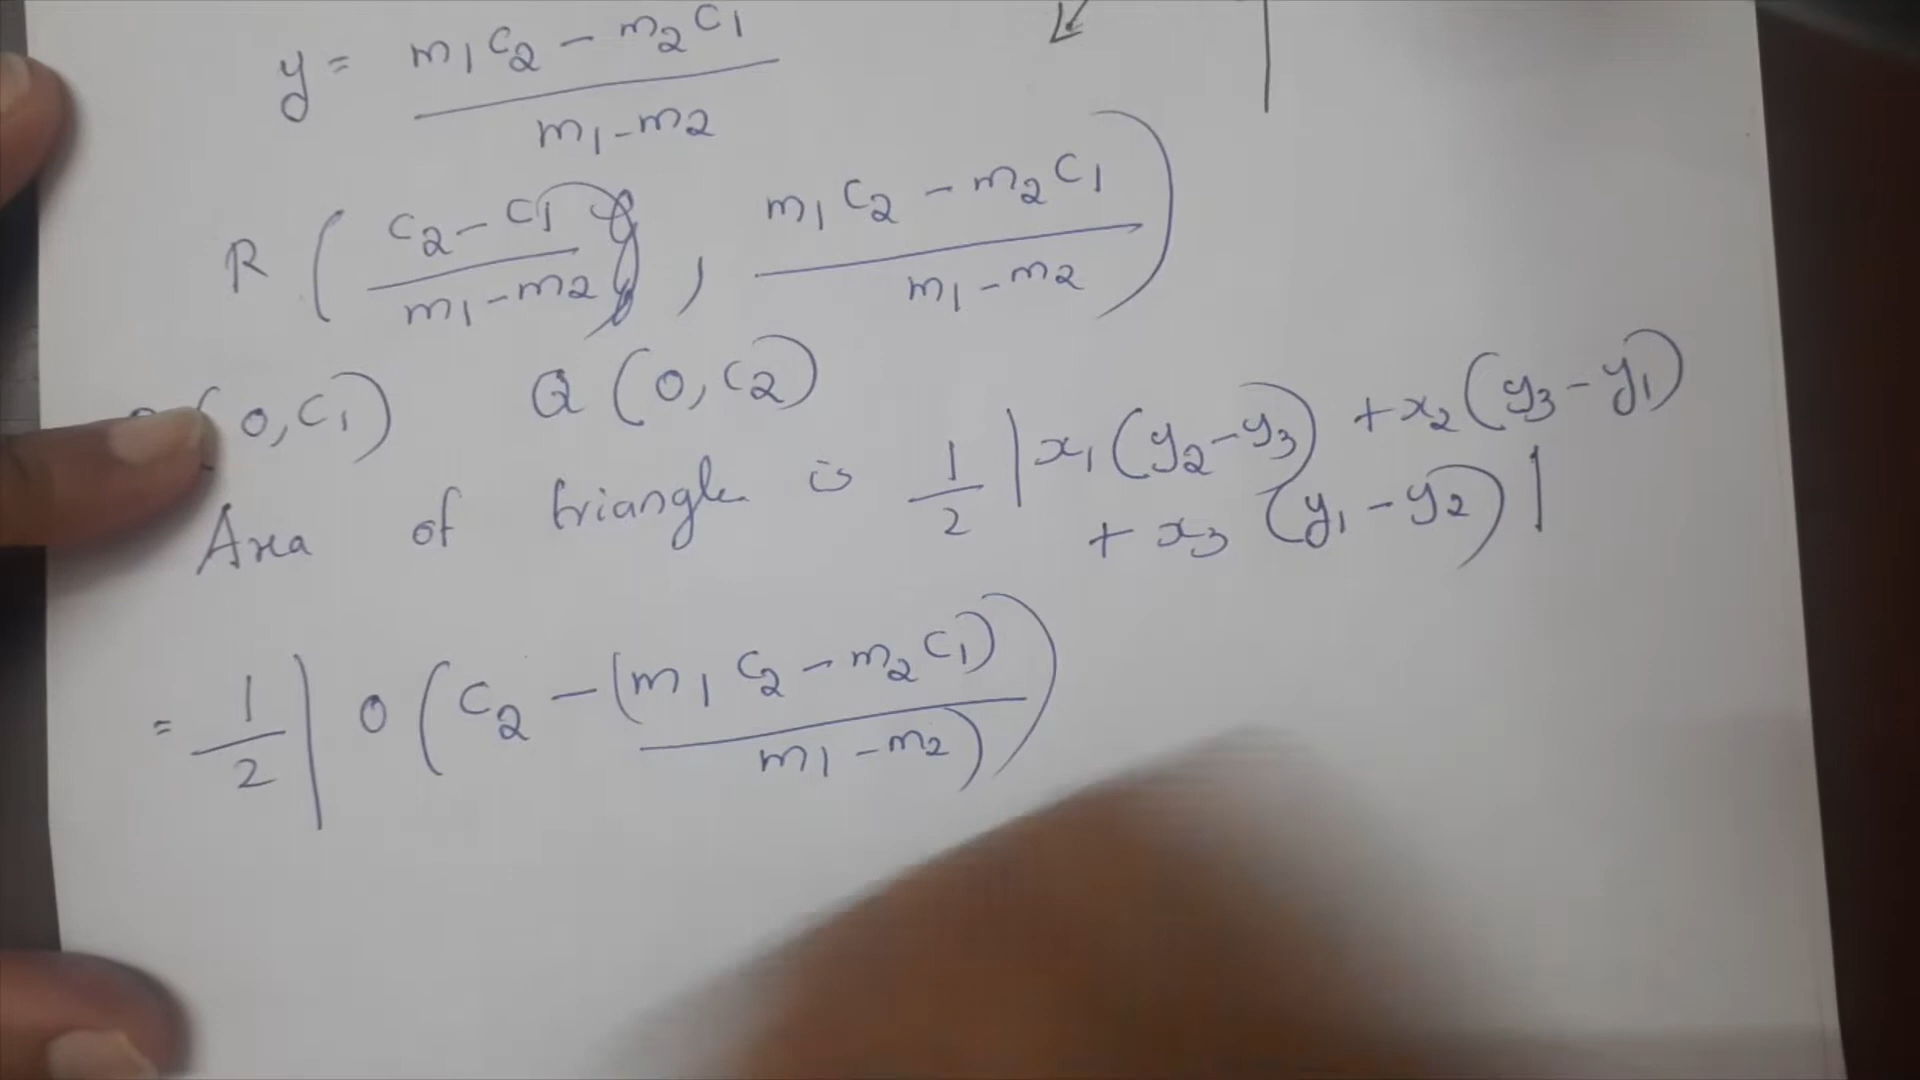 y = m₁c₂ - m₂c₁ / m₁-m₂
R ( c₂-c₁ / m₁-m₂ , m₁c₂ - m₂c₁ / m₁-m₂ )
(0, c₁) Q (0, c₂)
Area of triangle is 1/2 | x₁(y₂-y₃) + x₂(y₃-y₁)
+ x₃ (y₁-y₂) |
= 1/2 | 0 ( c₂ - (m₁c₂ - m₂c₁) / m₁-m₂ ) )